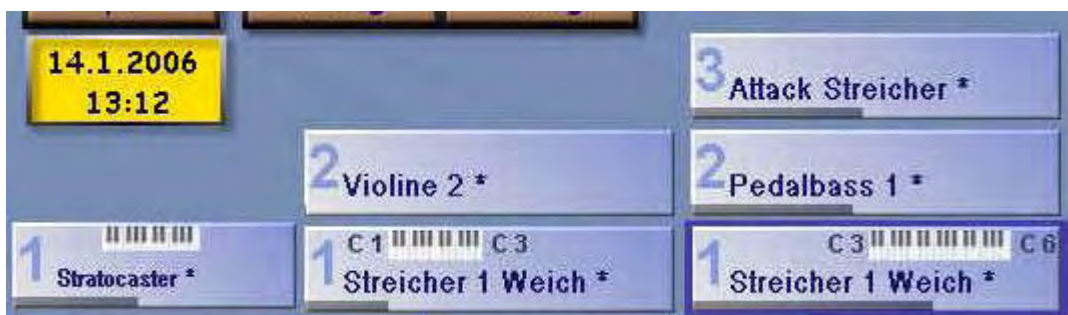 14.1.2006
13:12
3 Attack Streicher *
2 Violine 2 *
2 Pedalbass 1 *
1 Stratocaster *
1 C 1 C 3
Streicher 1 Weich *
1 C 3 C 6
Streicher 1 Weich *